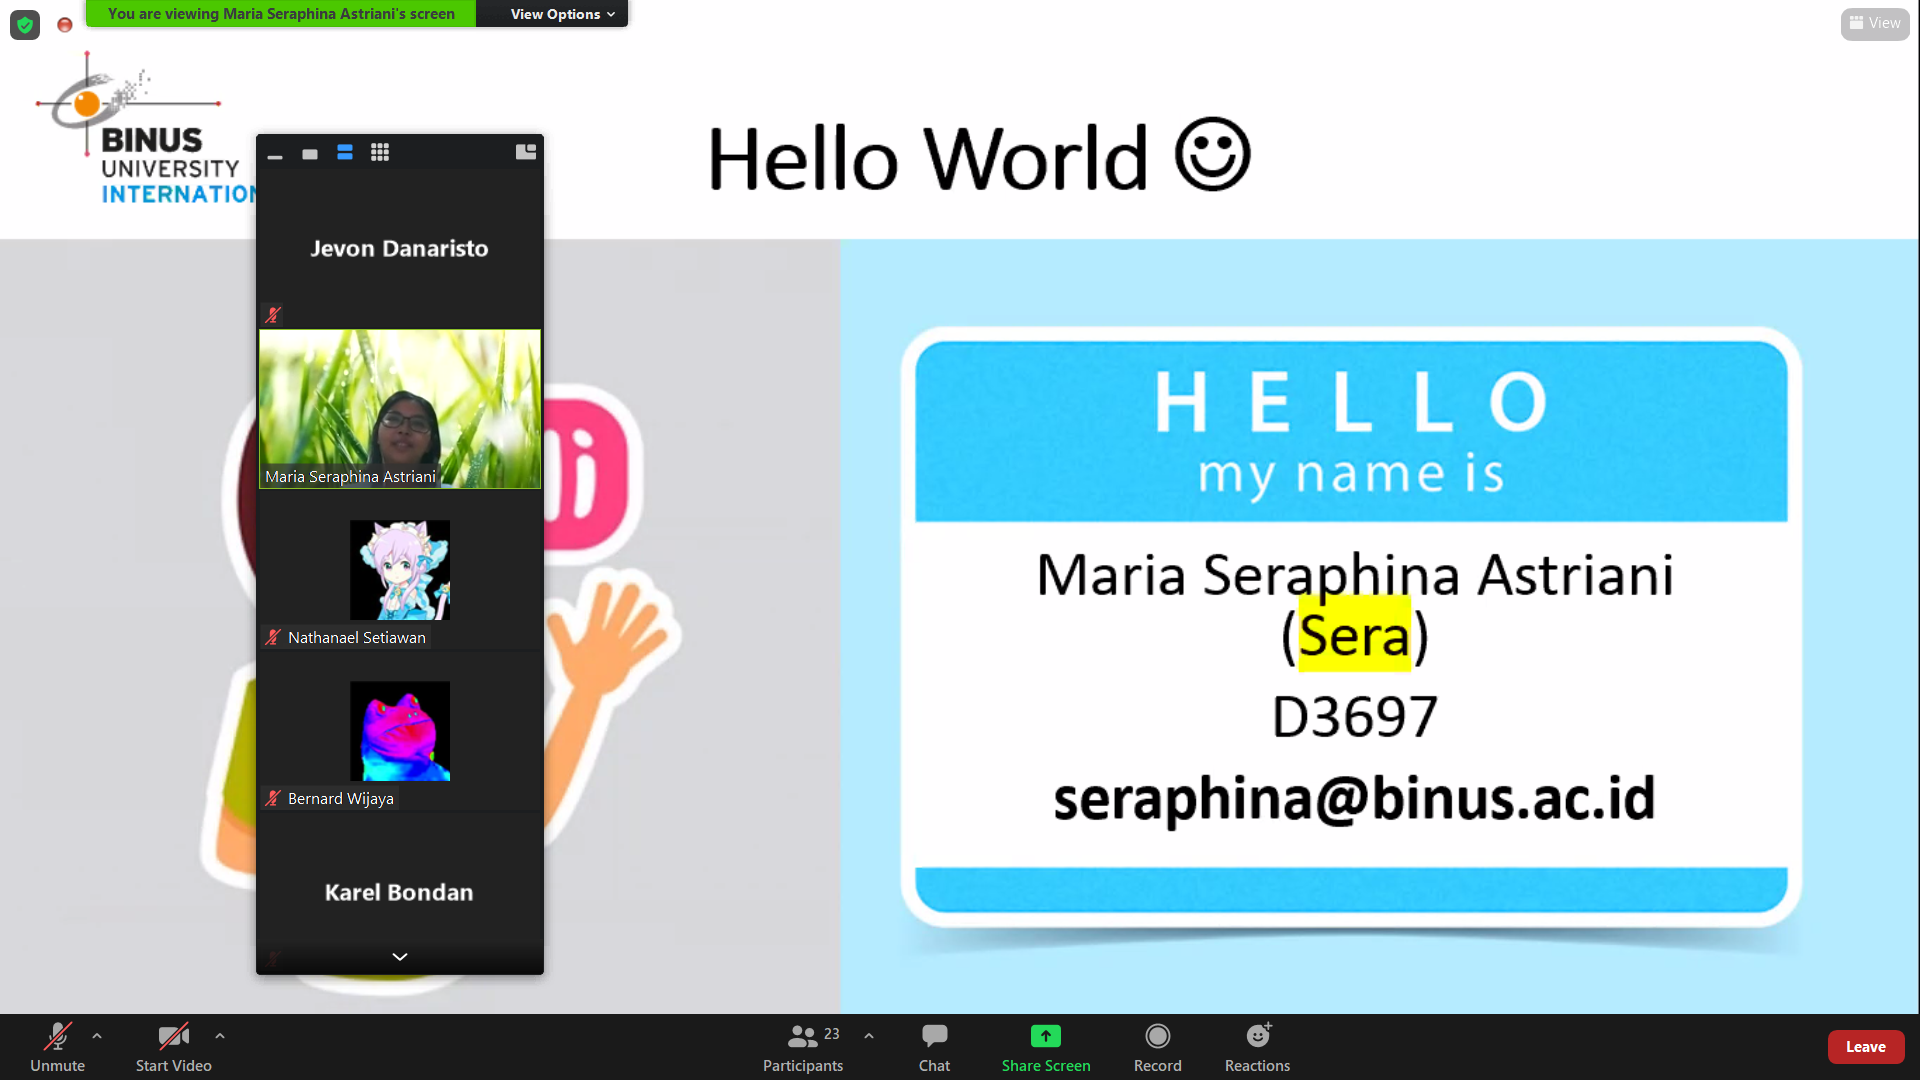 You are viewing Maria Seraphina Astriani's screen
View Options
View
BINUS
UNIVERSITY
INTERNATION
Hello World
Jevon Danaristo
Maria Seraphina Astriani
Nathanael Setiawan
Bernard Wijaya
Karel Bondan
HELLO
my name is
Maria Seraphina Astriani
(Sera)
D3697
seraphina@binus.ac.id
Unmute
Start Video
23
Participants
Chat
Share Screen
Record
Reactions
Leave